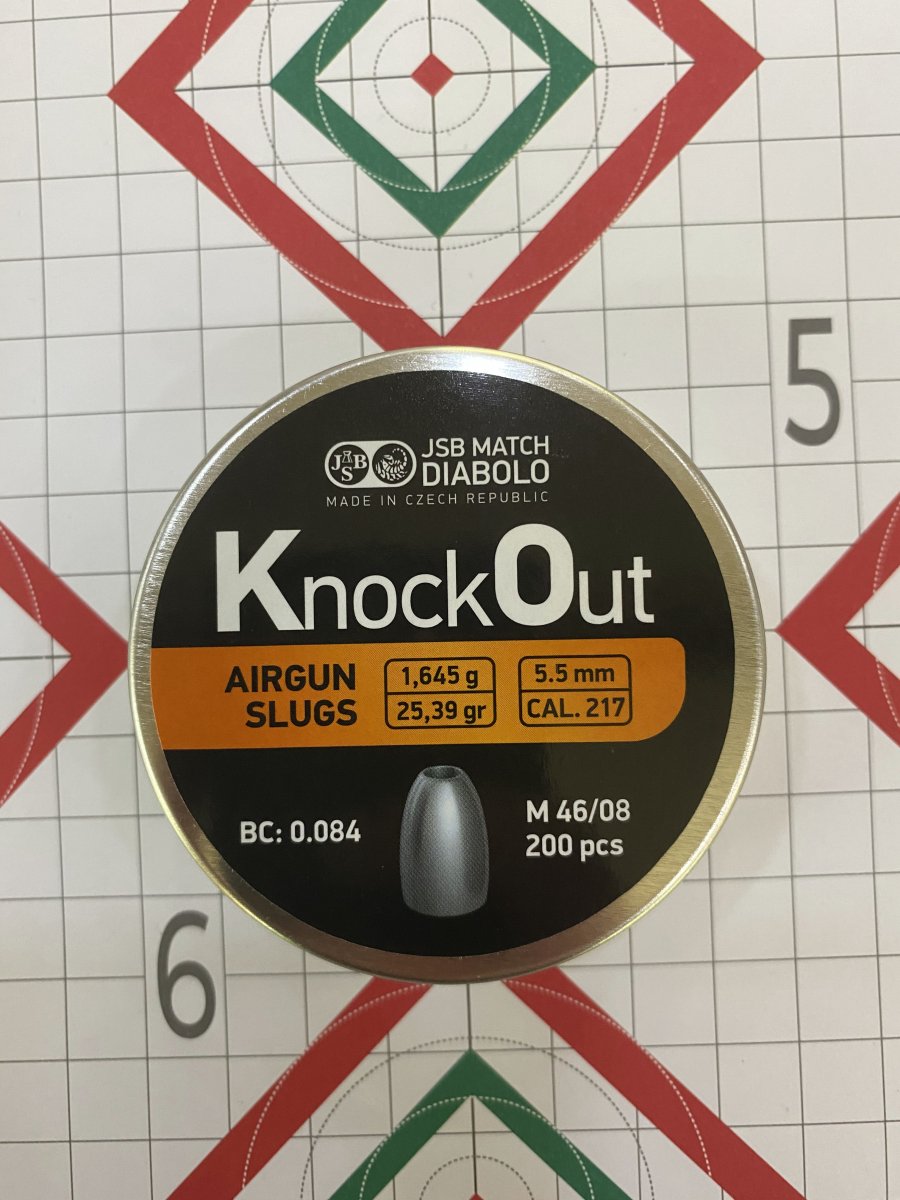 5
JSB
JSB MATCH
DIABOLO
MADE IN CZECH REPUBLIC
KnockOut
AIRGUN
SLUGS
1,645 g
25,39 gr
5.5 mm
CAL. 217
BC: 0.084
M 46/08
200 pcs
6